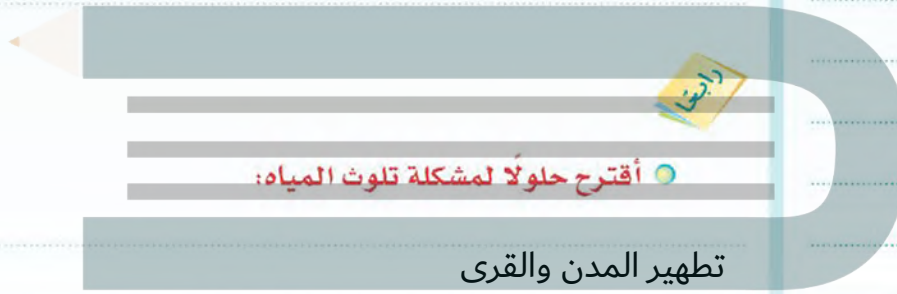 رابعًا
أقترح حلولًا لمشكلة تلوث المياه:
تطهير المدن والقرى